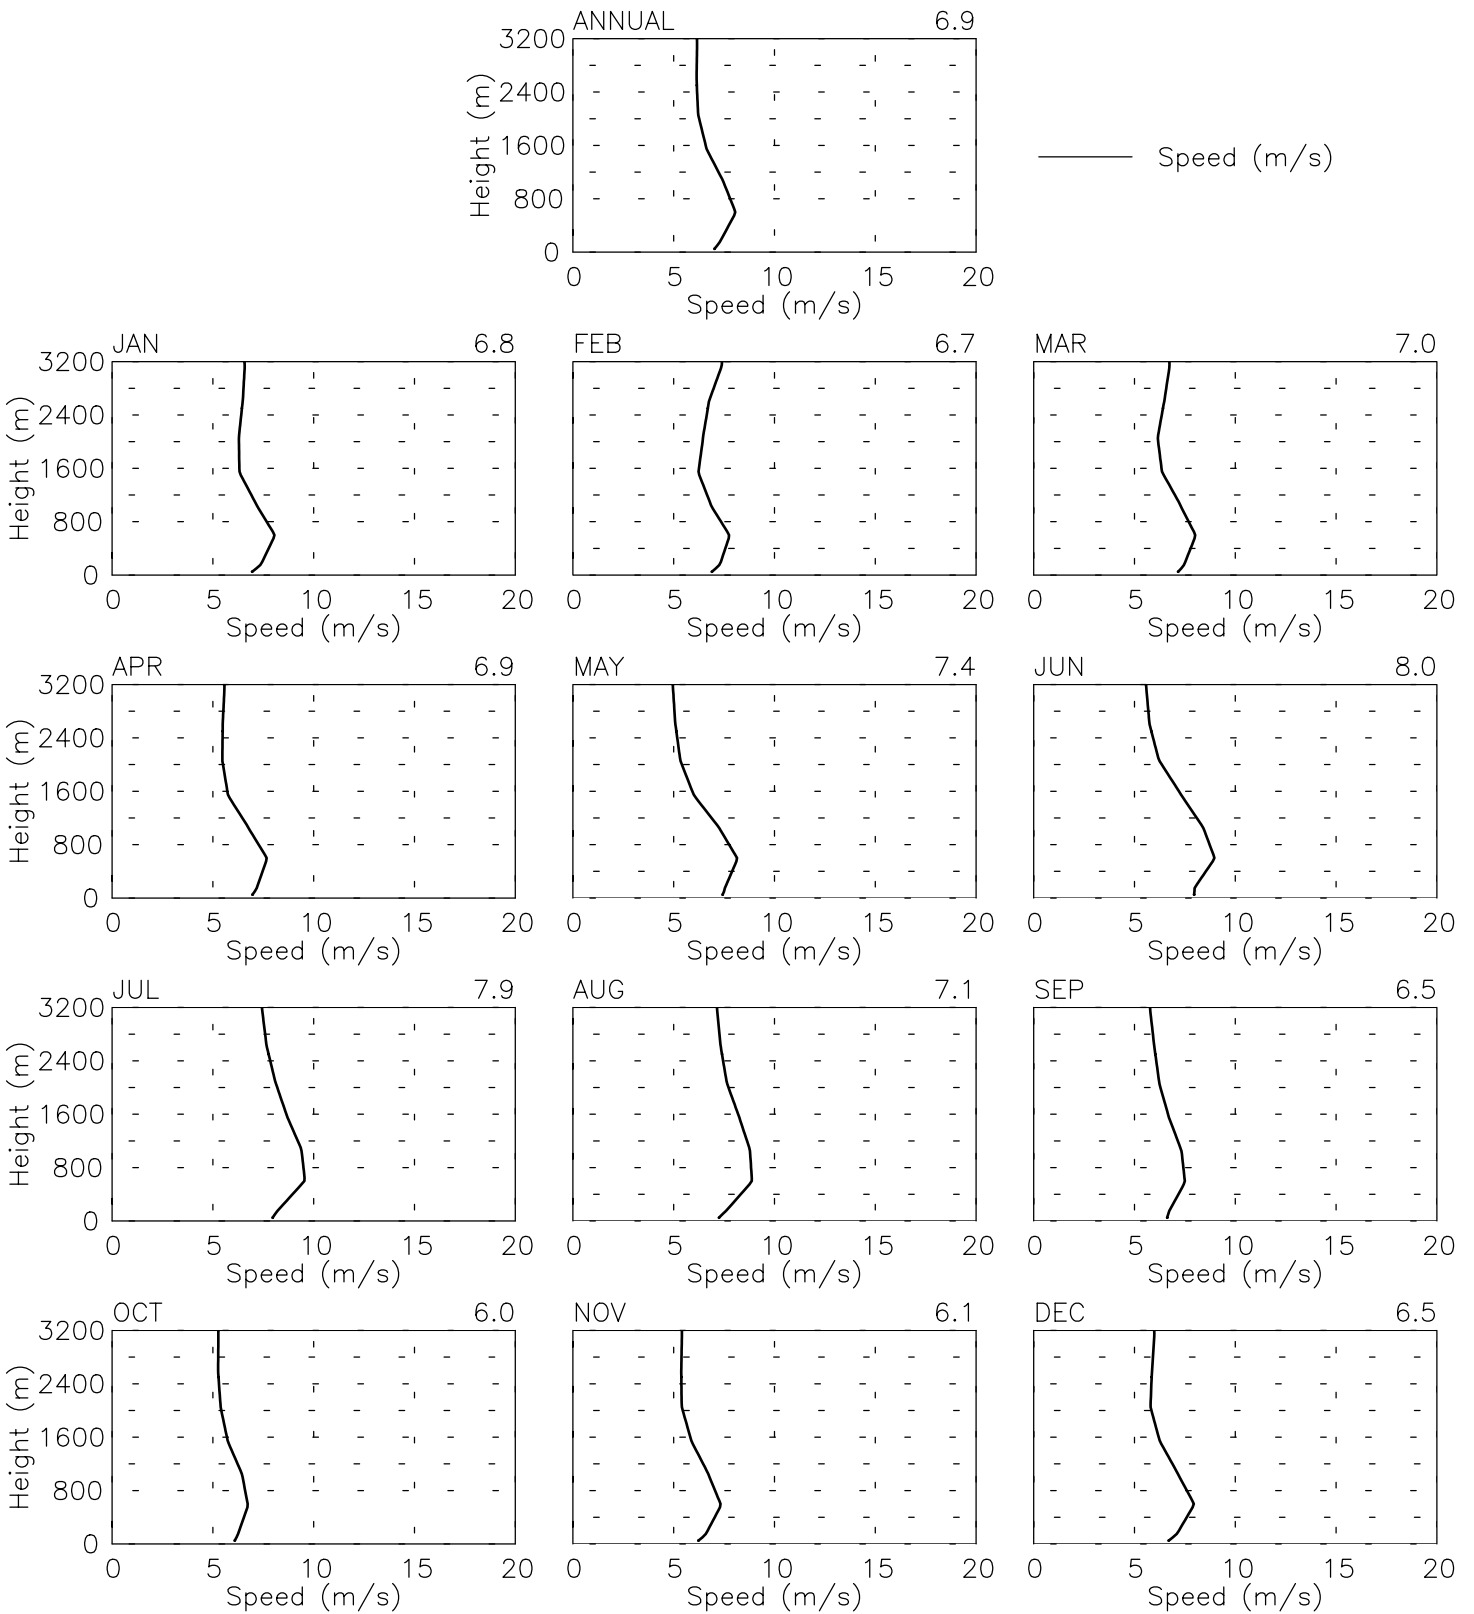 ANNUAL 6.9
3200
2400
1600
800
0
Height (m)
0 5 10 15 20
Speed (m/s)
Speed (m/s)
JAN 6.8
3200
2400
1600
800
0
Height (m)
0 5 10 15 20
Speed (m/s)
FEB 6.7
0 5 10 15 20
Speed (m/s)
MAR 7.0
0 5 10 15 20
Speed (m/s)
APR 6.9
3200
2400
1600
800
0
Height (m)
0 5 10 15 20
Speed (m/s)
MAY 7.4
0 5 10 15 20
Speed (m/s)
JUN 8.0
0 5 10 15 20
Speed (m/s)
JUL 7.9
3200
2400
1600
800
0
Height (m)
0 5 10 15 20
Speed (m/s)
AUG 7.1
0 5 10 15 20
Speed (m/s)
SEP 6.5
0 5 10 15 20
Speed (m/s)
OCT 6.0
3200
2400
1600
800
0
Height (m)
0 5 10 15 20
Speed (m/s)
NOV 6.1
0 5 10 15 20
Speed (m/s)
DEC 6.5
0 5 10 15 20
Speed (m/s)